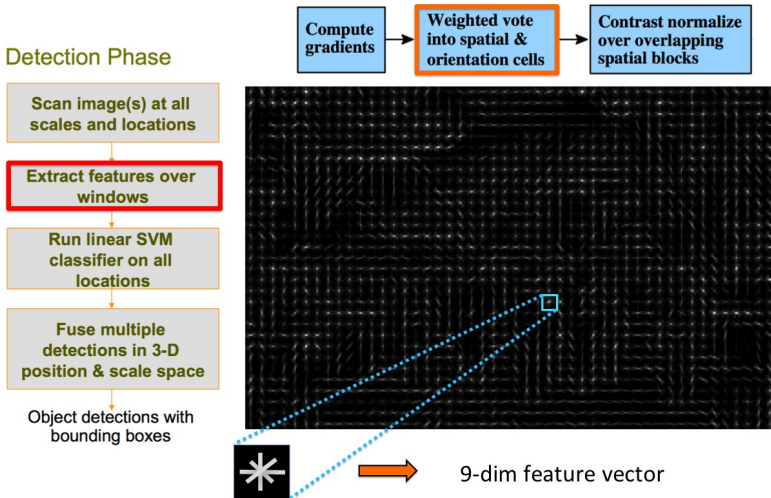 Compute
gradients
Weighted vote
into spatial &
orientation cells
Contrast normalize
over overlapping
spatial blocks
Detection Phase
Scan image(s) at all
scales and locations
Extract features over
windows
Run linear SVM
classifier on all
locations
Fuse multiple
detections in 3-D
position & scale space
Object detections with
bounding boxes
9-dim feature vector